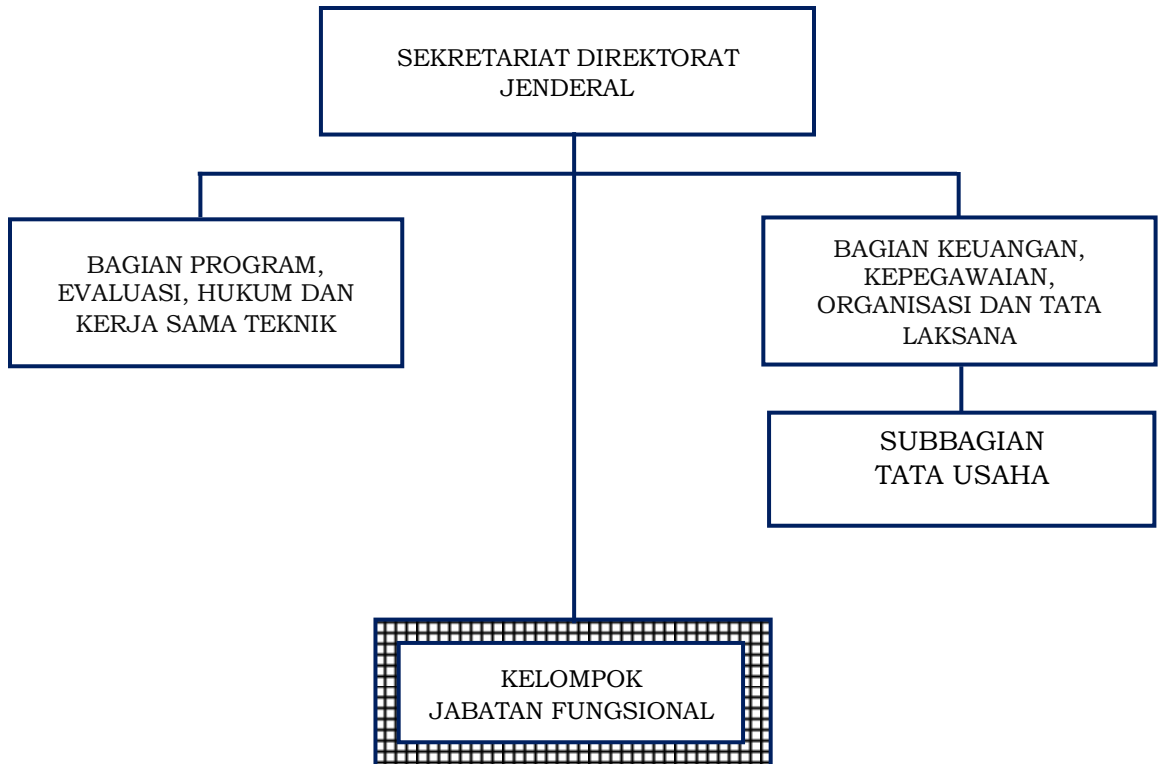 SEKRETARIAT DIREKTORAT
JENDERAL
BAGIAN PROGRAM,
EVALUASI, HUKUM DAN
KERJA SAMA TEKNIK
BAGIAN KEUANGAN,
KEPEGAWAIAN,
ORGANISASI DAN TATA
LAKSANA
SUBBAGIAN
TATA USAHA
KELOMPOK
JABATAN FUNGSIONAL